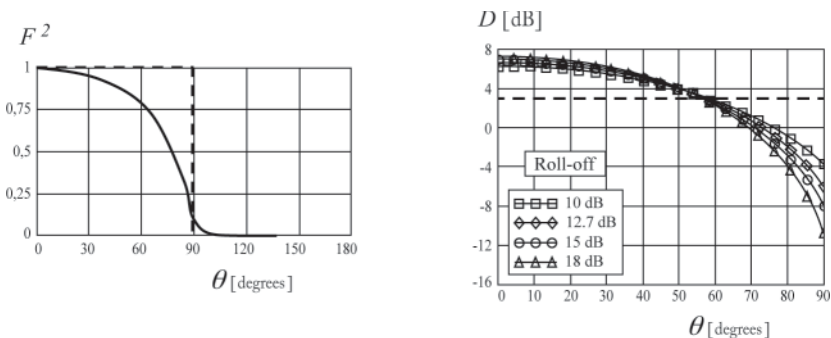 F 2
1
0,75
0,5
0,25
0
0 30 60 90 120 150 180
θ [degrees]
D [dB]
8
4
0
-4
-8
-12
-16
Roll-off
10 dB
12.7 dB
15 dB
18 dB
0 10 20 30 40 50 60 70 80 90
θ [degrees]